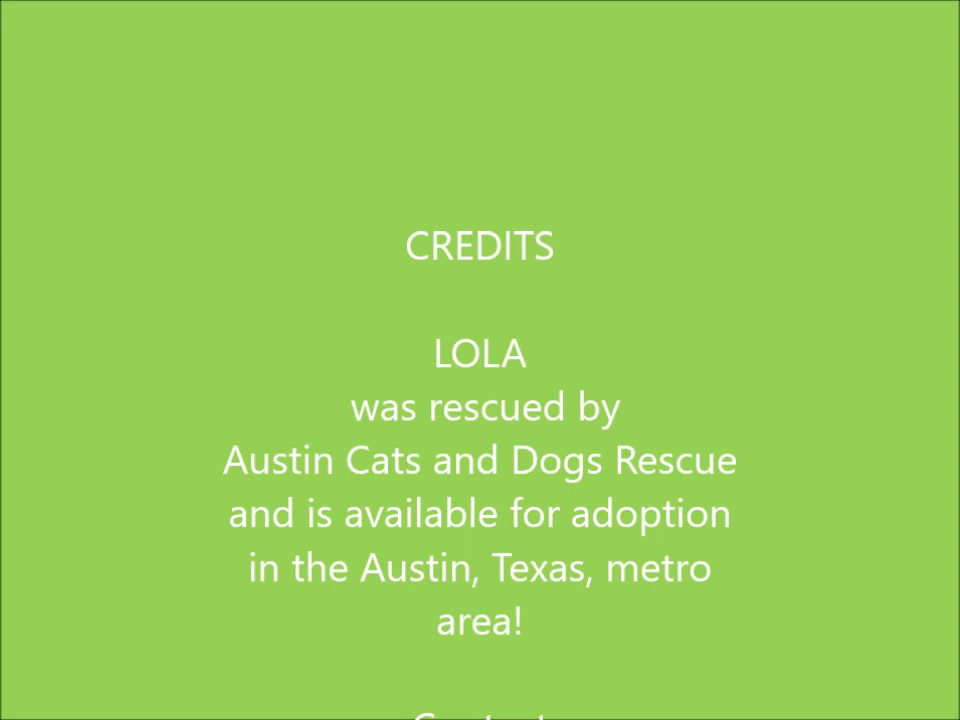 CREDITS
LOLA
was rescued by
Austin Cats and Dogs Rescue
and is available for adoption
in the Austin, Texas, metro
area!